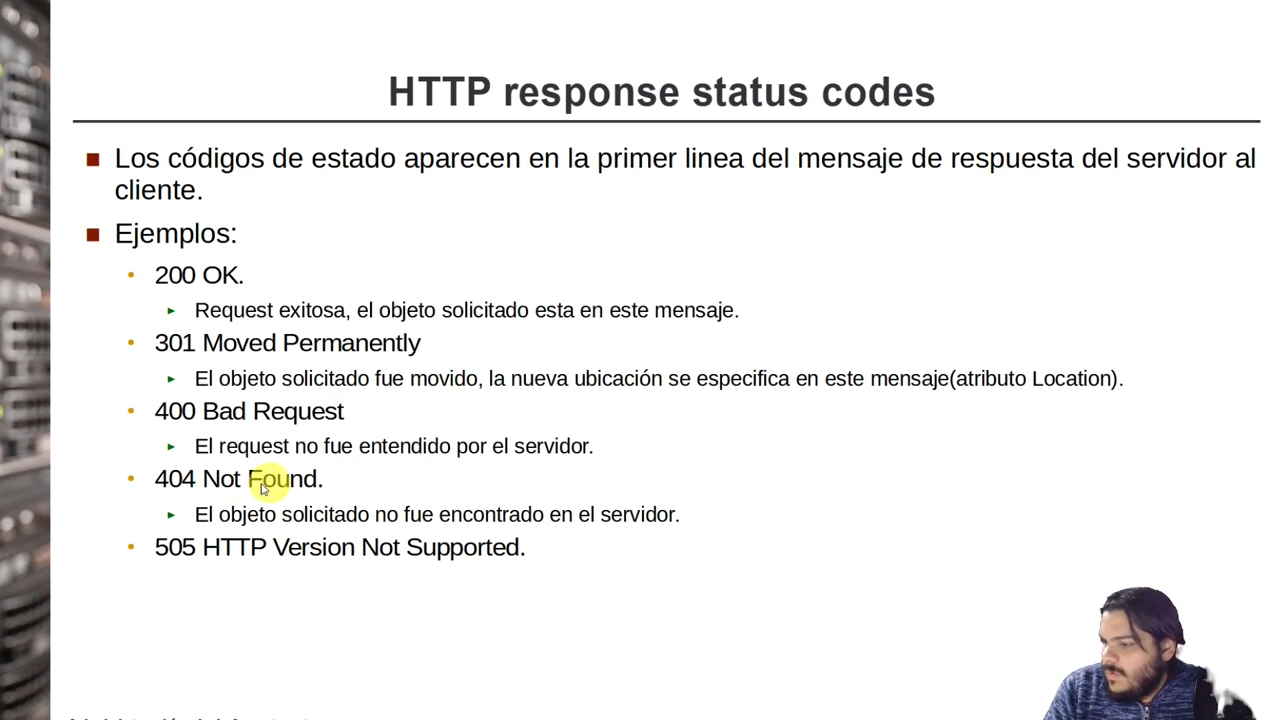 HTTP response status codes
Los códigos de estado aparecen en la primer linea del mensaje de respuesta del servidor al
cliente.
Ejemplos:
200 OK.
Request exitosa, el objeto solicitado esta en este mensaje.
301 Moved Permanently
El objeto solicitado fue movido, la nueva ubicación se especifica en este mensaje(atributo Location).
400 Bad Request
El request no fue entendido por el servidor.
404 Not Found.
El objeto solicitado no fue encontrado en el servidor.
505 HTTP Version Not Supported.